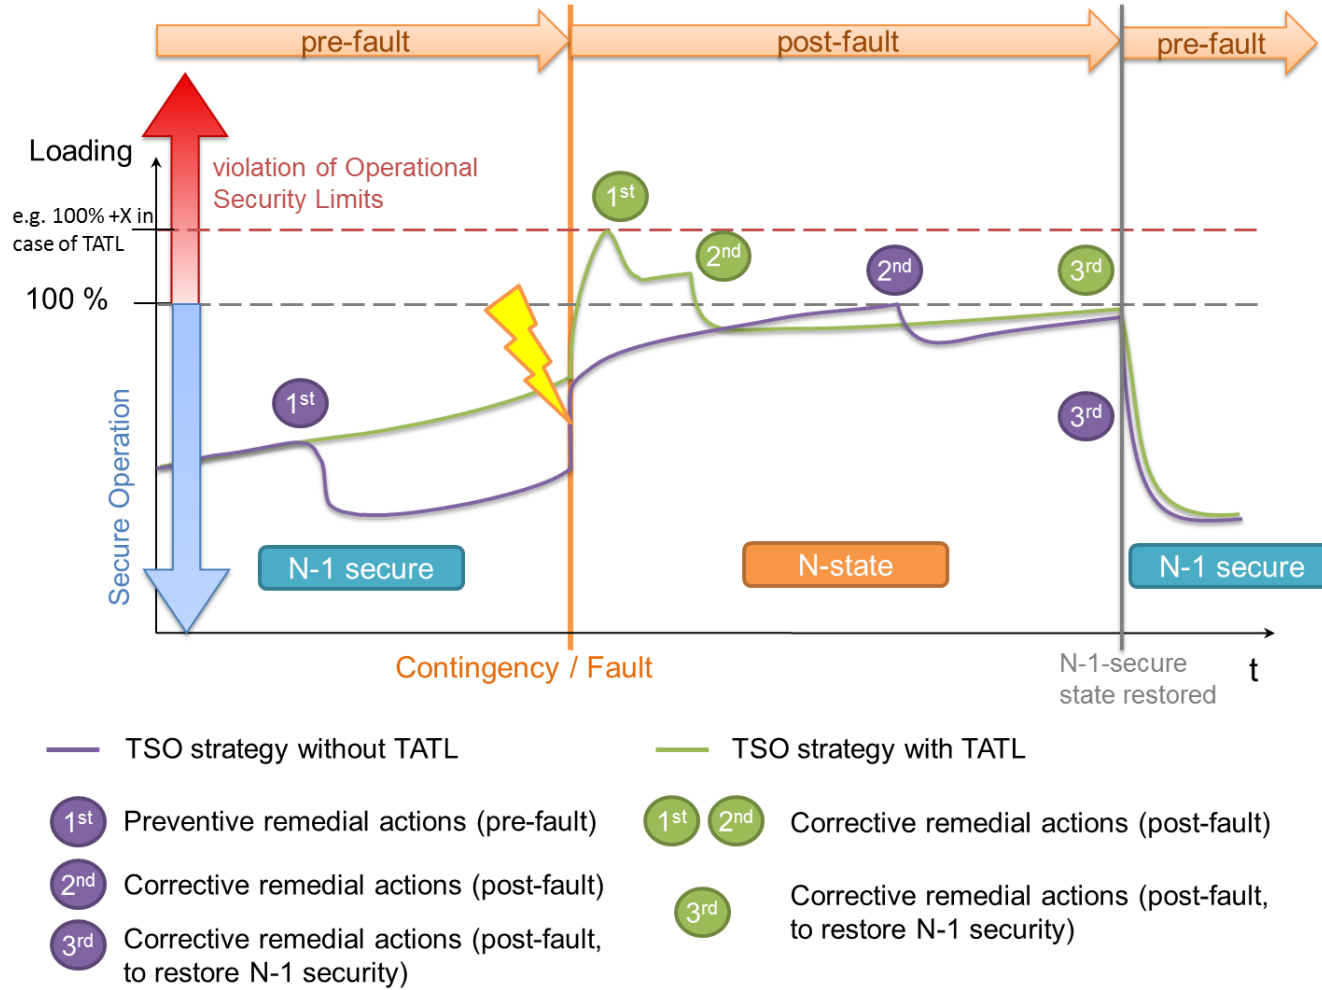 pre-fault
post-fault
pre-fault
Loading
violation of Operational
Security Limits
e.g. 100% +X in
case of TATL
100 %
1st
2nd
2nd
3rd
1st
3rd
Secure Operation
N-1 secure
N-state
N-1 secure
Contingency / Fault
N-1-secure
state restored
t
TSO strategy without TATL
TSO strategy with TATL
1st
Preventive remedial actions (pre-fault)
1st
2nd
Corrective remedial actions (post-fault)
2nd
Corrective remedial actions (post-fault)
3rd
Corrective remedial actions (post-fault,
to restore N-1 security)
3rd
Corrective remedial actions (post-fault,
to restore N-1 security)